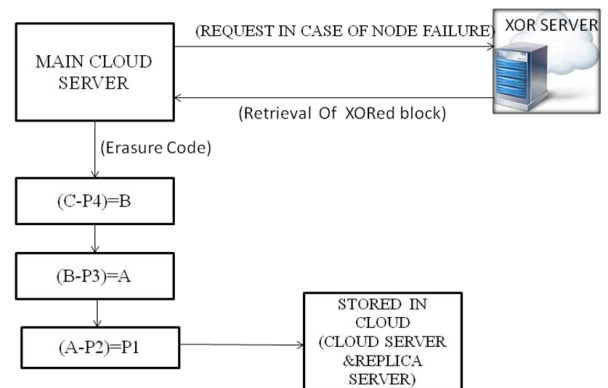 (REQUEST IN CASE OF NODE FAILURE)
XOR SERVER
MAIN CLOUD
SERVER
(Retrieval Of XORed block)
(Erasure Code)
(C-P4)=B
(B-P3)=A
(A-P2)=P1
STORED IN
CLOUD
(CLOUD SERVER
&REPLICA
SERVER)